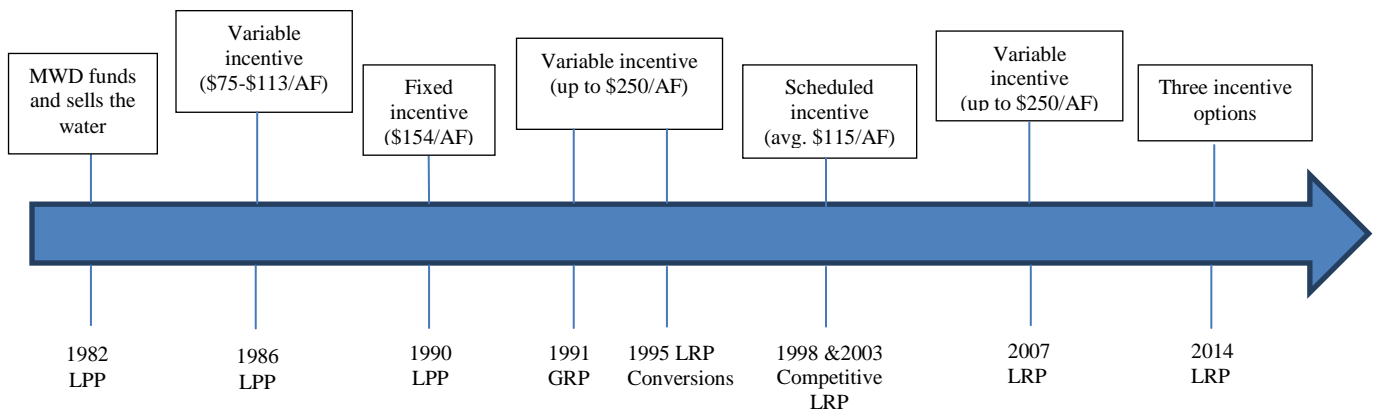 MWD funds
and sells the
water
Variable
incentive
($75-$113/AF)
Fixed
incentive
($154/AF)
Variable incentive
(up to $250/AF)
Scheduled
incentive
(avg. $115/AF)
Variable
incentive
(up to $250/AF)
Three incentive
options
1982
LPP
1986
LPP
1990
LPP
1991
GRP
1995 LRP
Conversions
1998 &2003
Competitive
LRP
2007
LRP
2014
LRP